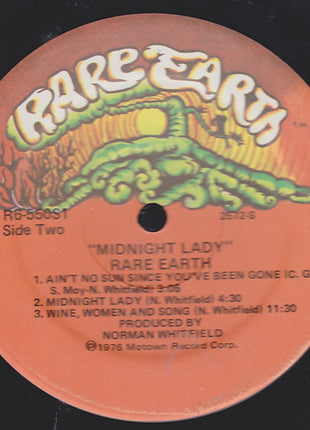 RARE EARTH
T.M.
R6-550S1
Side Two
2572-S
"MIDNIGHT LADY"
RARE EARTH
1. AIN'T NO SUN SINCE YOU'VE BEEN GONE (C. G
S. Moy-N. Whitfield) 3:05
2. MIDNIGHT LADY (N. Whitfield) 4:30
3. WINE, WOMEN AND SONG (N. Whitfield) 11:30
PRODUCED BY
NORMAN WHITFIELD
℗1976 Motown Record Corp.